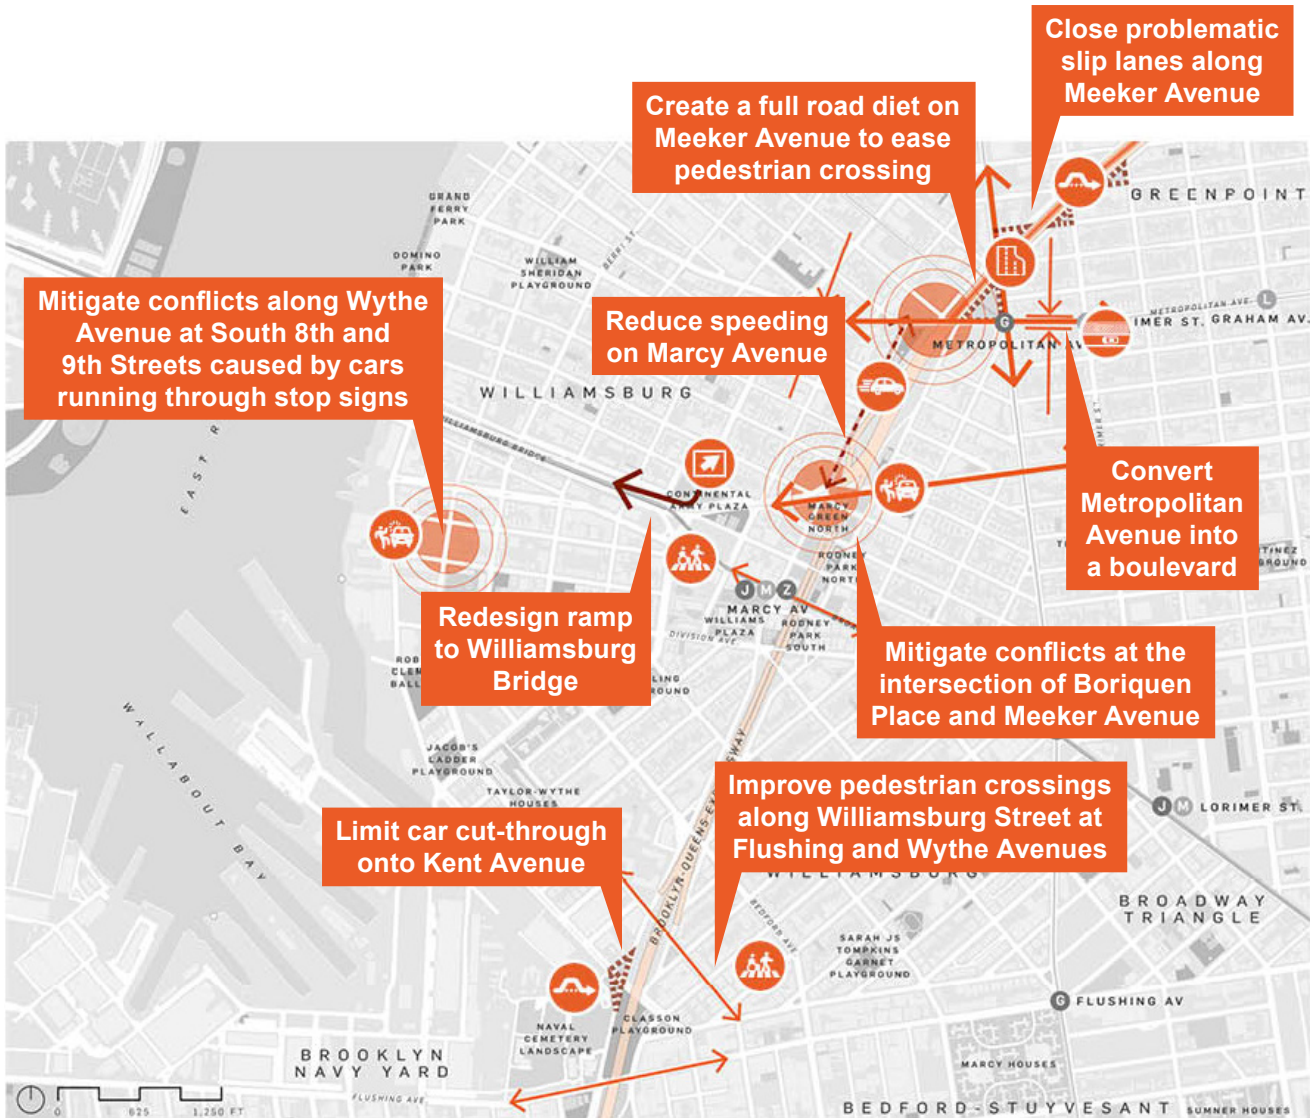 Close problematic
slip lanes along
Meeker Avenue
Create a full road diet on
Meeker Avenue to ease
pedestrian crossing
GREENPOINT
GRAND
FERRY
PARK
DOMINO
PARK
WILLIAM
SHERIDAN
PLAYGROUND
BERRY ST.
Mitigate conflicts along Wythe
Avenue at South 8th and
9th Streets caused by cars
running through stop signs
Reduce speeding
on Marcy Avenue
METROPOLITAN AVE.
L
G
IMER ST.
GRAHAM AV.
METROPOLITAN AV
WILLIAMSBURG
WILLIAMSBURG BRIDGE
EAST R
CONTINENTAL
ARMY PLAZA
MARCY
GREEN
NORTH
Convert
Metropolitan
Avenue into
a boulevard
RODNEY
PARK
NORTH
J M Z
MARCY AV
WILLIAMS
PLAZA
RODNEY
PARK
SOUTH
DIVISION AVE.
Redesign ramp
to Williamsburg
Bridge
Mitigate conflicts at the
intersection of Boriquen
Place and Meeker Avenue
WALLABOUT BAY
JACOB'S
LADDER
PLAYGROUND
TAYLOR-WYTHE
HOUSES
Improve pedestrian crossings
along Williamsburg Street at
Flushing and Wythe Avenues
J M LORIMER ST.
Limit car cut-through
onto Kent Avenue
WILLIAMSBURG
BROOKLYN-QUEENS EX
SWAY
BEDFORD AVE
BROADWAY
TRIANGLE
SARAH JS
TOMPKINS
GARNET
PLAYGROUND
G FLUSHING AV
CLASSON
PLAYGROUND
NAVAL
CEMETERY
LANDSCAPE
BROOKLYN
NAVY YARD
MARCY HOUSES
FLUSHING AVE.
0 625 1,250 FT
BEDFORD-STUYVESANT
SUMNER HOUSES